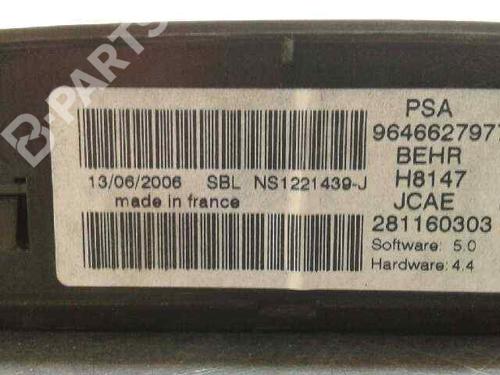 B-PARTS
PSA
9646627977
BEHR
13/06/2006 SBL NS1221439-J
H8147
made in france
JCAE
281160303
Software: 5.0
Hardware: 4.4